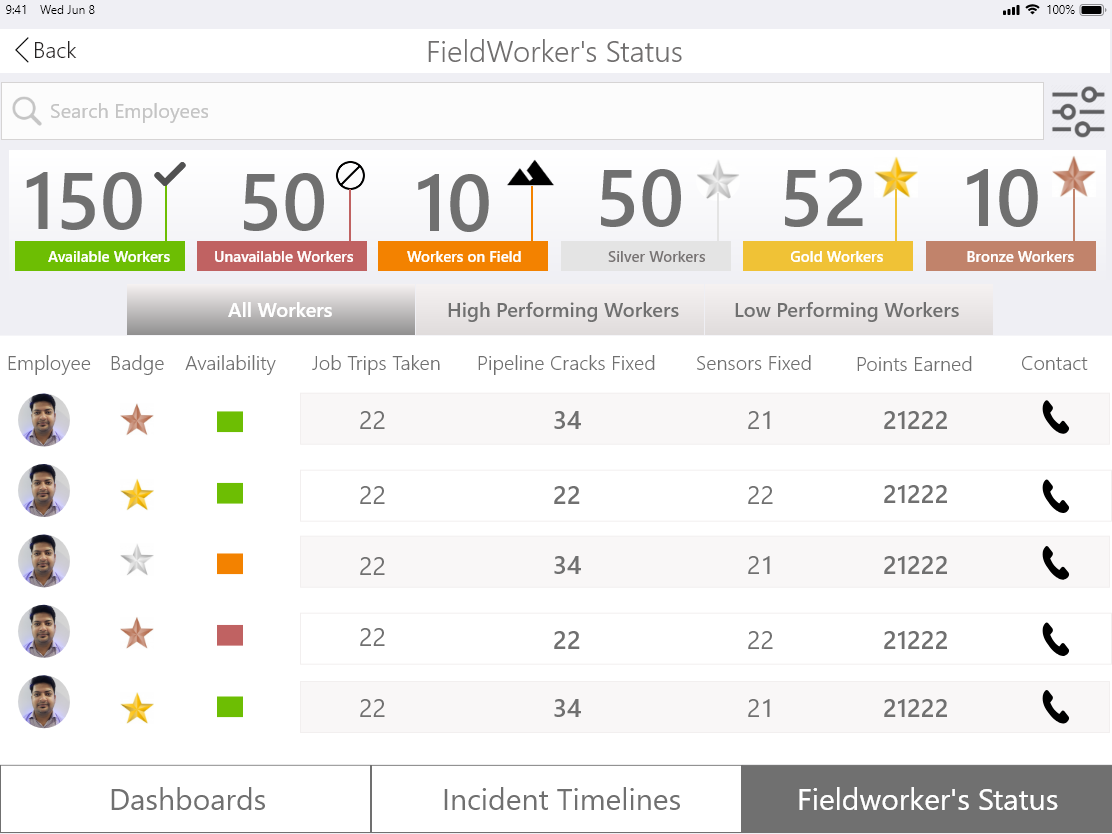 9:41 Wed Jun 8 100%
Back FieldWorker's Status
Search Employees
150 50 10 50 52 10
Available Workers Unavailable Workers Workers on Field Silver Workers Gold Workers Bronze Workers
All Workers High Performing Workers Low Performing Workers
Employee Badge Availability Job Trips Taken Pipeline Cracks Fixed Sensors Fixed Points Earned Contact
22 34 21 21222
22 22 22 21222
22 34 21 21222
22 22 22 21222
22 34 21 21222
Dashboards Incident Timelines Fieldworker's Status